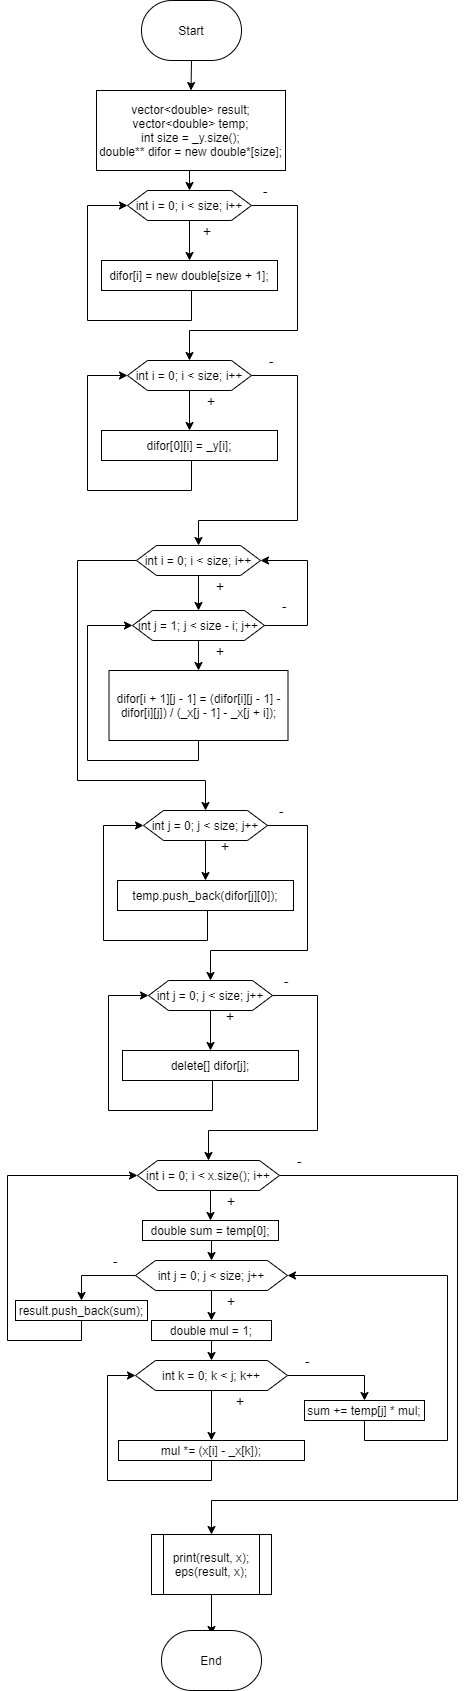 Start
vector<double> result;
vector<double> temp;
int size = _y.size();
double** difor = new double*[size];
-
int i = 0; i < size; i++
+
difor[i] = new double[size + 1];
-
int i = 0; i < size; i++
+
difor[0][i] = _y[i];
int i = 0; i < size; i++
+
-
int j = 1; j < size - i; j++
+
difor[i + 1][j - 1] = (difor[i][j - 1] -
difor[i][j]) / (_x[j - 1] - _x[j + i]);
-
int j = 0; j < size; j++
+
temp.push_back(difor[j][0]);
-
int j = 0; j < size; j++
+
delete[] difor[j];
-
int i = 0; i < x.size(); i++
+
double sum = temp[0];
-
int j = 0; j < size; j++
+
result.push_back(sum);
double mul = 1;
-
int k = 0; k < j; k++
+
sum += temp[j] * mul;
mul *= (x[i] - _x[k]);
print(result, x);
eps(result, x);
End